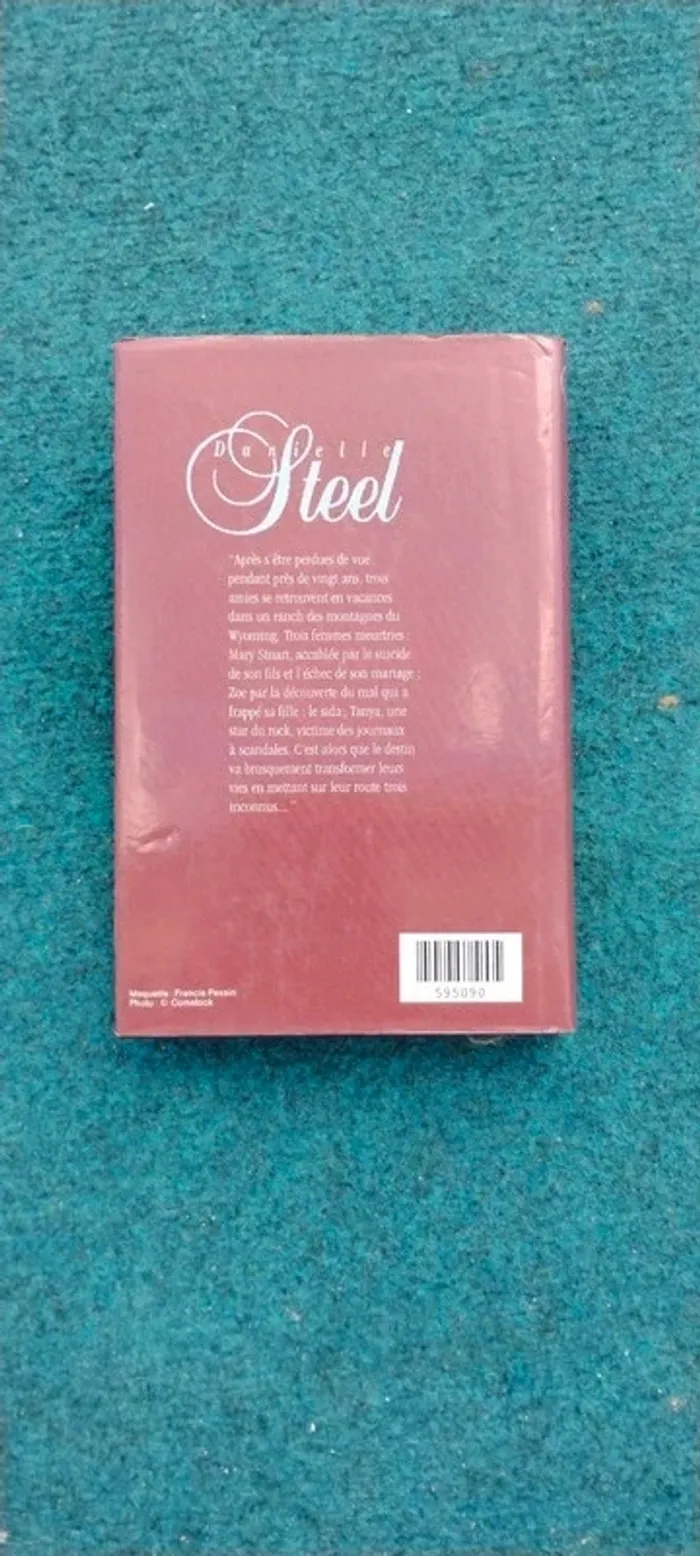 Danielle
Steel
"Après s'être perdues de vue
pendant près de vingt ans, trois
amies se retrouvent en vacances
dans un ranch des montagnes du
Wyoming. Trois femmes meurtries :
Mary Stuart, accablée par le suicide
de son fils et l'échec de son mariage ;
Zoe par la découverte du mal qui a
frappé sa fille : le sida ; Tanya, une
star du rock, victime des journaux
à scandales. C'est alors que le destin
va brusquement transformer leurs
vies en mettant sur leur route trois
inconnus..."
Maquette : Francis Pessin
Photo : © Comstock
595090